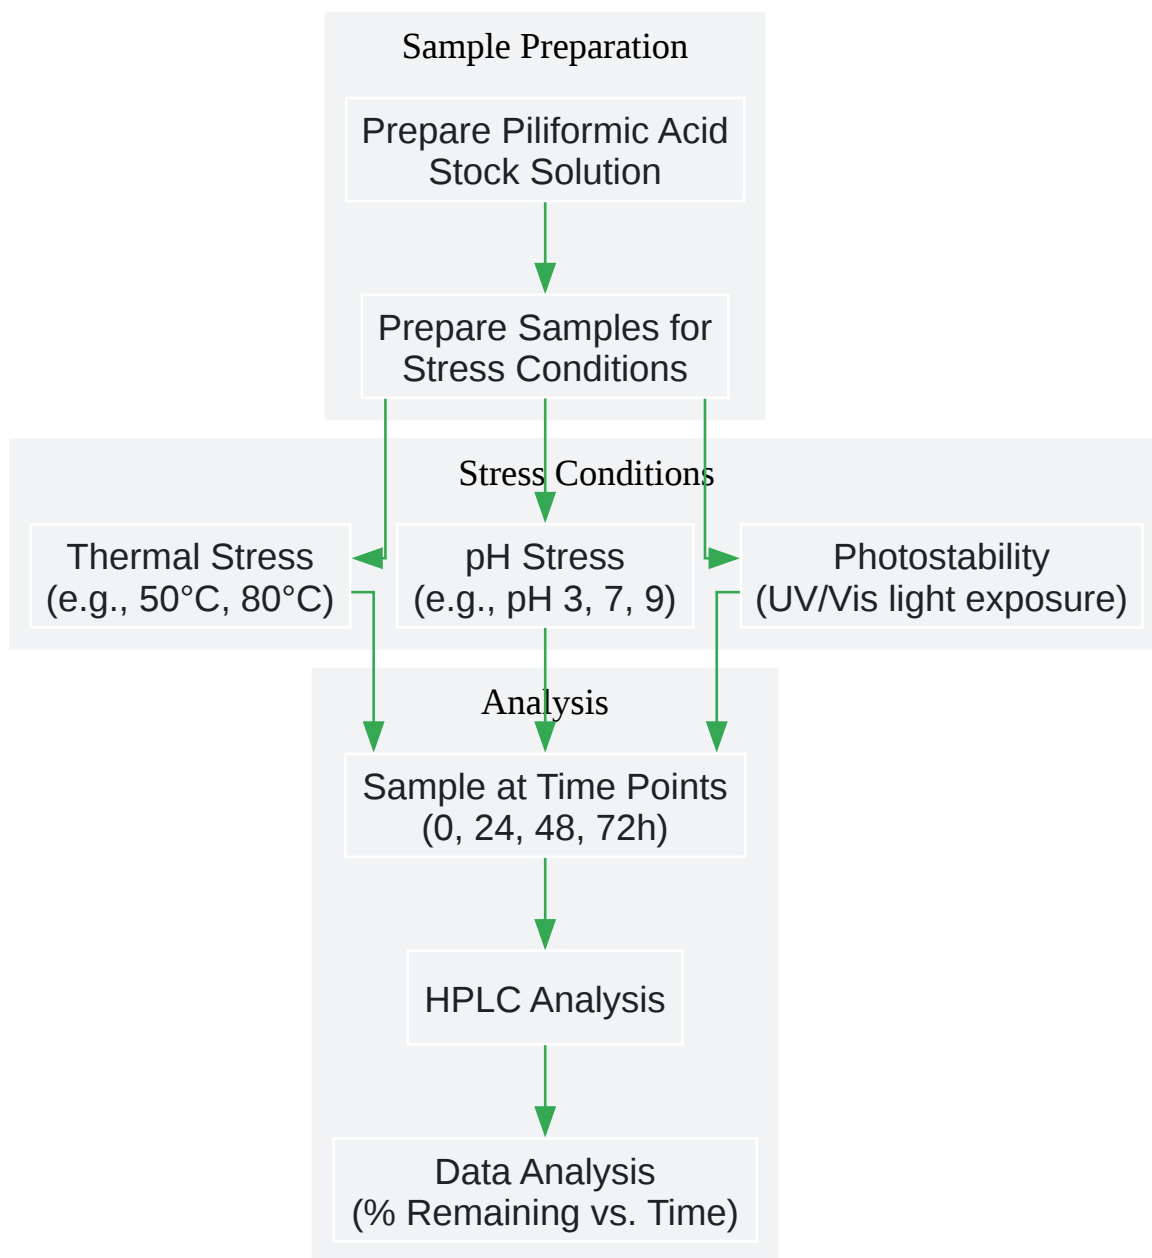 Sample Preparation
Prepare Piliformic Acid
Stock Solution
Prepare Samples for
Stress Conditions
Stress Conditions
Thermal Stress
(e.g., 50°C, 80°C)
pH Stress
(e.g., pH 3, 7, 9)
Photostability
(UV/Vis light exposure)
Analysis
Sample at Time Points
(0, 24, 48, 72h)
HPLC Analysis
Data Analysis
(% Remaining vs. Time)